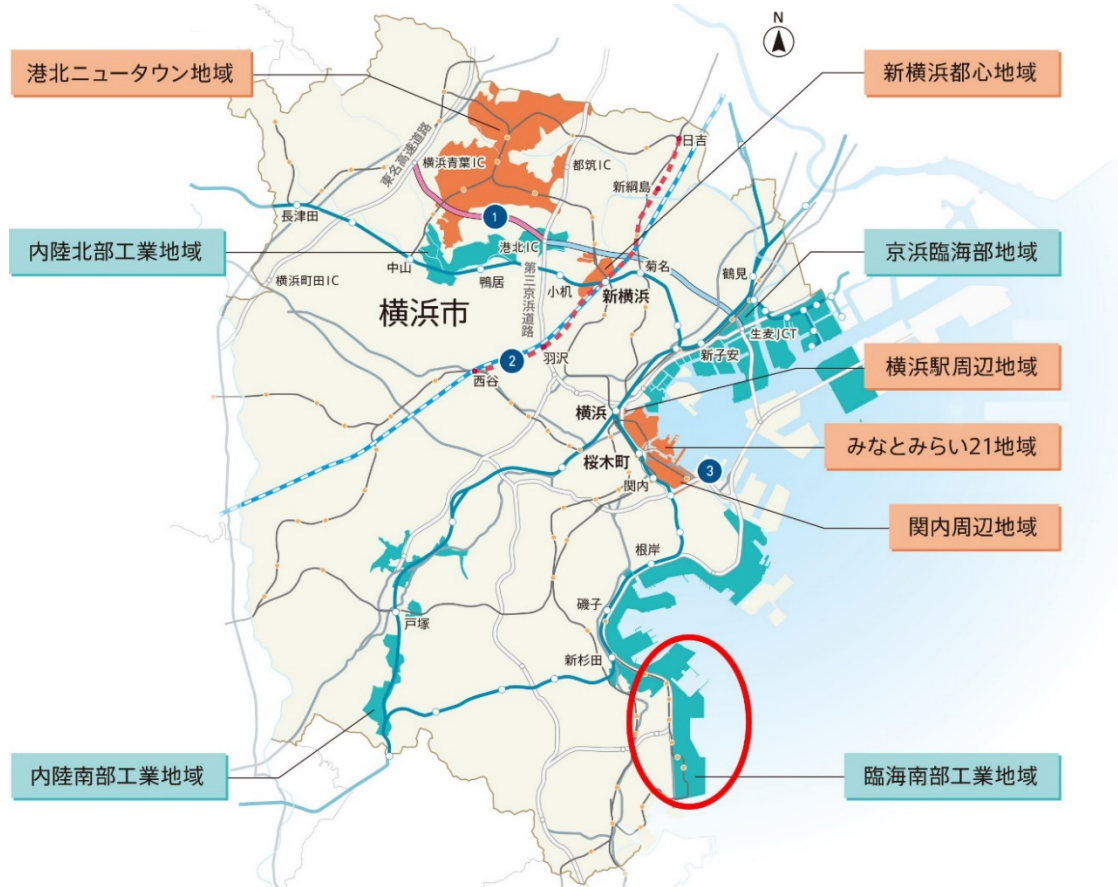 N
港北ニュータウン地域
新横浜都心地域
日吉
東名高速道路
横浜青葉IC
都筑IC
新綱島
長津田
1
内陸北部工業地域
港北IC
京浜臨海部地域
中山
鴨居
第三京浜道路
小机
菊名
鶴見
横浜町田IC
新横浜
横浜市
生麦JCT
新子安
2
羽沢
西谷
横浜駅周辺地域
横浜
みなとみらい21地域
桜木町
3
関内
関内周辺地域
根岸
磯子
戸塚
新杉田
内陸南部工業地域
臨海南部工業地域